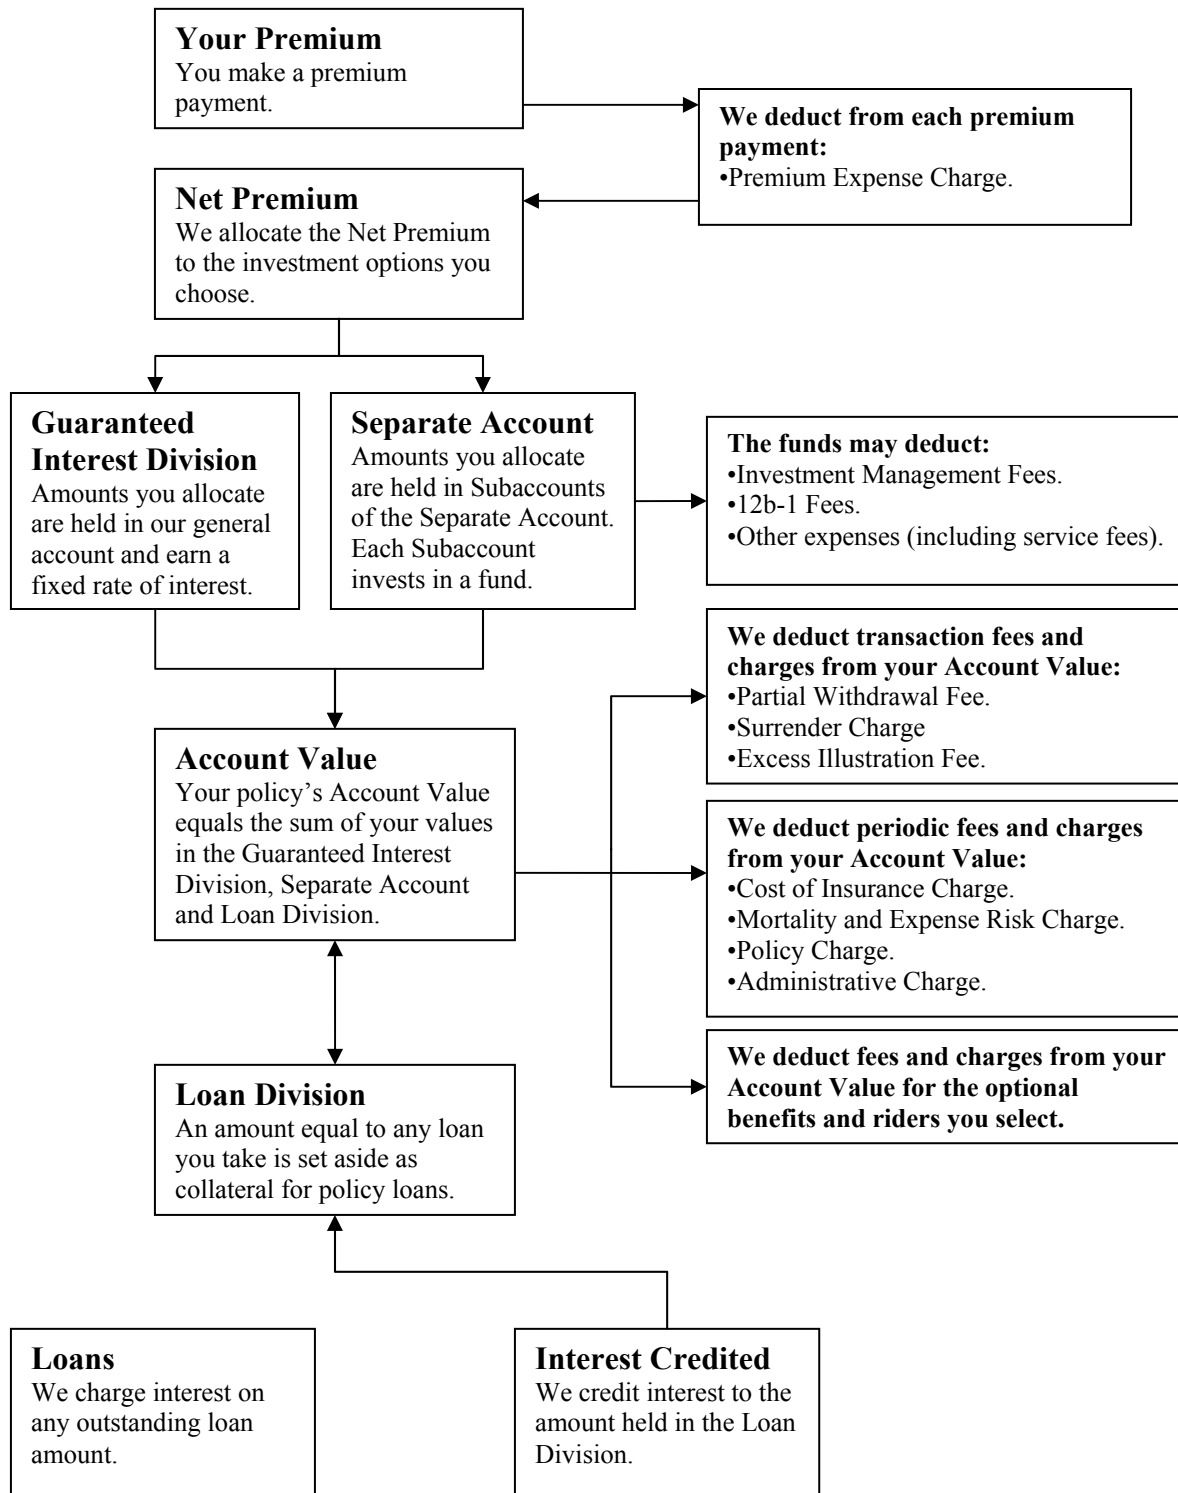 Your Premium
You make a premium
payment.
We deduct from each premium
payment:
•Premium Expense Charge.
Net Premium
We allocate the Net Premium
to the investment options you
choose.
Guaranteed
Interest Division
Amounts you allocate
are held in our general
account and earn a
fixed rate of interest.
Separate Account
Amounts you allocate
are held in Subaccounts
of the Separate Account.
Each Subaccount
invests in a fund.
The funds may deduct:
•Investment Management Fees.
•12b-1 Fees.
•Other expenses (including service fees).
We deduct transaction fees and
charges from your Account Value:
•Partial Withdrawal Fee.
•Surrender Charge
•Excess Illustration Fee.
Account Value
Your policy’s Account Value
equals the sum of your values
in the Guaranteed Interest
Division, Separate Account
and Loan Division.
We deduct periodic fees and charges
from your Account Value:
•Cost of Insurance Charge.
•Mortality and Expense Risk Charge.
•Policy Charge.
•Administrative Charge.
We deduct fees and charges from your
Account Value for the optional
benefits and riders you select.
Loan Division
An amount equal to any loan
you take is set aside as
collateral for policy loans.
Loans
We charge interest on
any outstanding loan
amount.
Interest Credited
We credit interest to the
amount held in the Loan
Division.